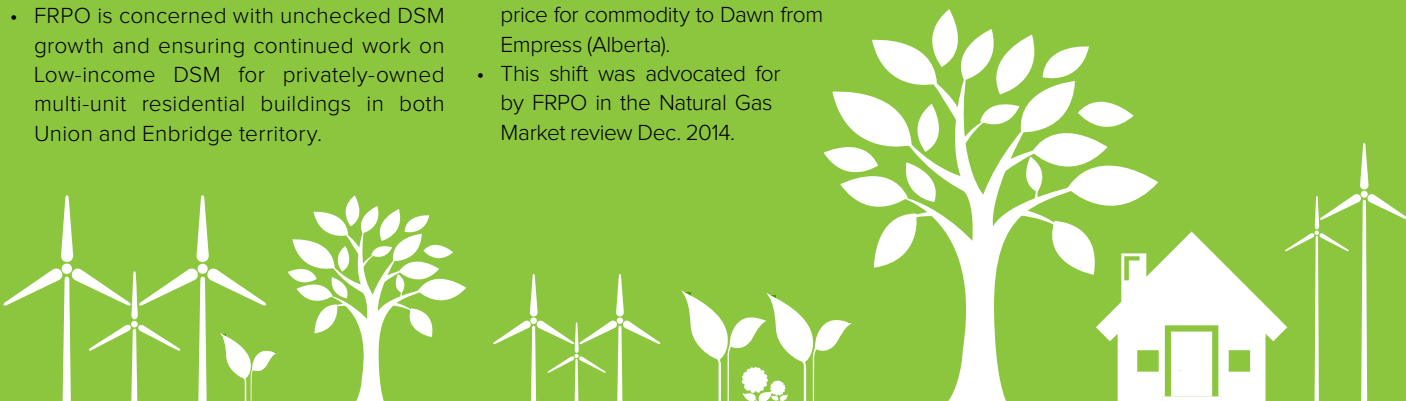 • FRPO is concerned with unchecked DSM
growth and ensuring continued work on
Low-income DSM for privately-owned
multi-unit residential buildings in both
Union and Enbridge territory.
price for commodity to Dawn from
Empress (Alberta).
• This shift was advocated for
by FRPO in the Natural Gas
Market review Dec. 2014.